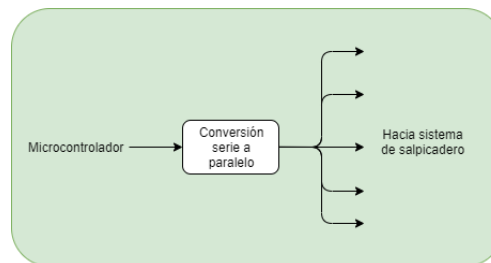 Microcontrolador
Conversión
serie a
paralelo
Hacia sistema
de salpicadero